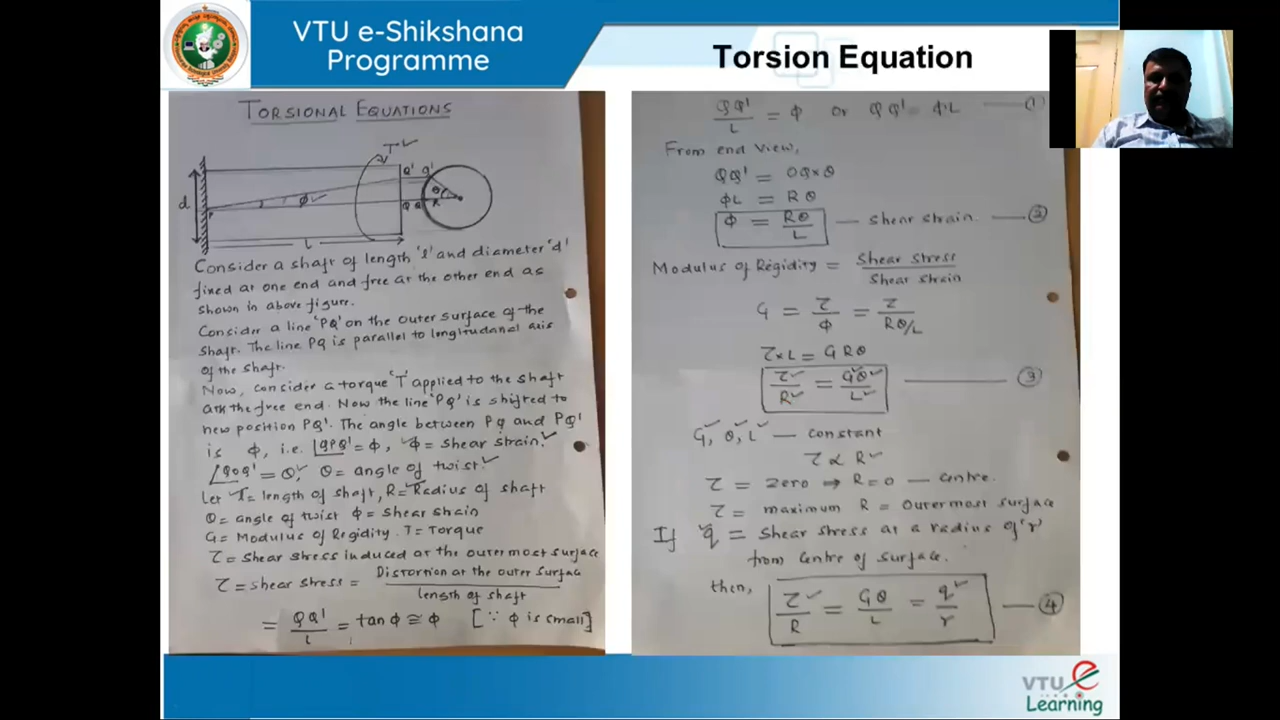 VTU e-Shikshana
Programme
Torsion Equation
TORSIONAL EQUATIONS
T
Q' Q'
d
φ
θ
P
Q Q R
L
Consider a shaft of length 'l' and diameter 'd'
fixed at one end and free at the other end as
shown in above figure.
Consider a line 'PQ' on the outer surface of the
shaft. The line PQ is parallel to longitudanal axis
of the shaft.
Now, consider a torque 'T' applied to the shaft
at the free end. Now the line 'PQ' is shifted to
new position PQ'. The angle between PQ and PQ'
is φ, i.e. ∠QPQ' = φ, φ = shear strain.
∠QOQ' = θ, θ = angle of twist.
Let l = length of shaft, R = Radius of shaft
θ = angle of twist φ = shear shain
G = Modulus of Regidity. T = Torque
τ = Shear Stress induced at the outermost surface
τ = shear stress = Distortion at the outer surface / length of shaft
= QQ'/L = tan φ ≅ φ [∵ φ is small]
QQ'/L = φ or QQ' = φ.L — (1)
From end view,
QQ' = OQ×θ
φL = Rθ
φ = Rθ/L — shear strain. — (2)
Modulus of Regidity = Shear stress / Shear strain
G = τ/φ = τ/(Rθ/L)
τ×L = GRθ
τ/R = Gθ/L — (3)
G, θ, L — constant
τ ∝ R
τ = zero → R = 0 — centre.
τ = maximum R = Outermost surface
If q = shear stress at a radius of 'r'
from centre of surface.
then, τ/R = Gθ/L = q/r — (4)
VTU e
Learning